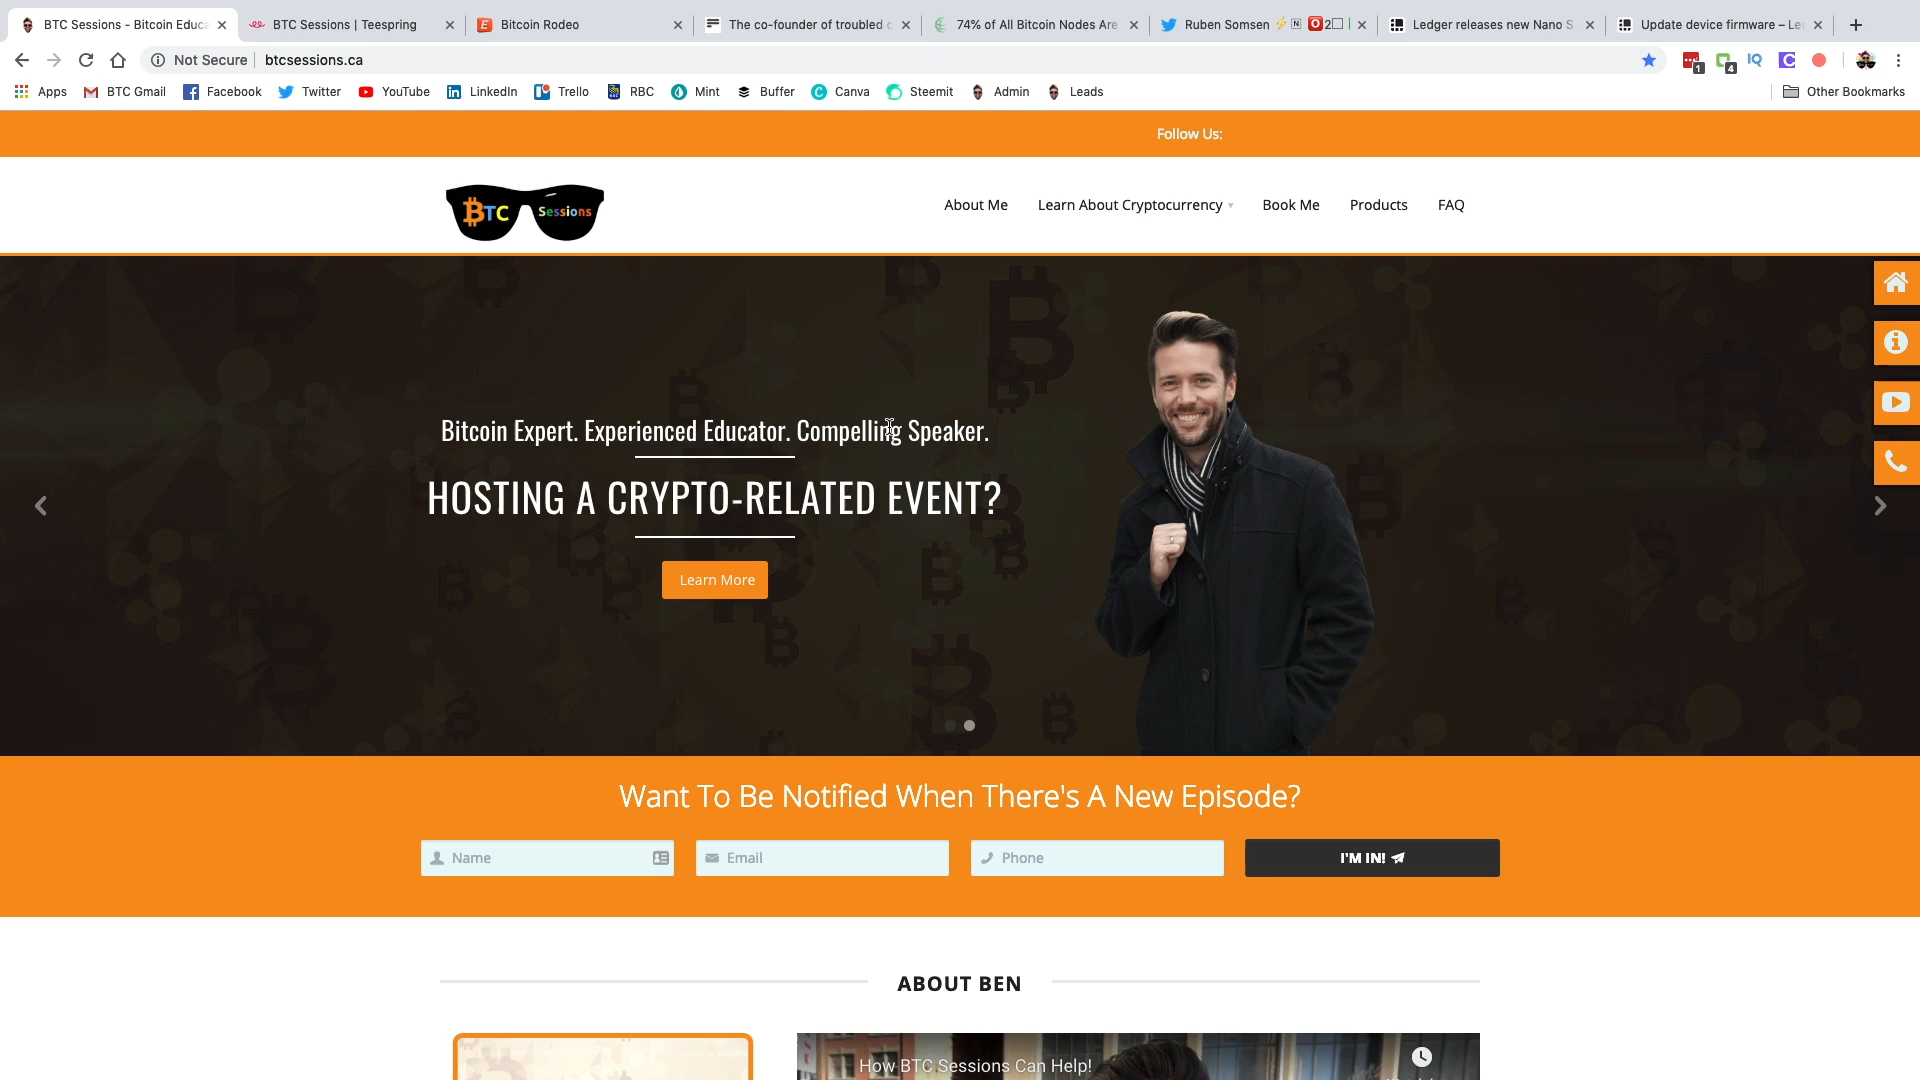 BTC Sessions - Bitcoin Educa
BTC Sessions | Teespring
Bitcoin Rodeo
The co-founder of troubled c
74% of All Bitcoin Nodes Are
Ruben Somsen
Ledger releases new Nano S
Update device firmware – Le
Not Secure
btcsessions.ca
1
4
IQ
Apps
BTC Gmail
Facebook
Twitter
YouTube
LinkedIn
Trello
RBC
Mint
Buffer
Canva
Steemit
Admin
Leads
Other Bookmarks
Follow Us:
BTC Sessions
About Me
Learn About Cryptocurrency
Book Me
Products
FAQ
Bitcoin Expert. Experienced Educator. Compelling Speaker.
HOSTING A CRYPTO-RELATED EVENT?
Learn More
Want To Be Notified When There's A New Episode?
Name
Email
Phone
I'M IN!
ABOUT BEN
How BTC Sessions Can Help!